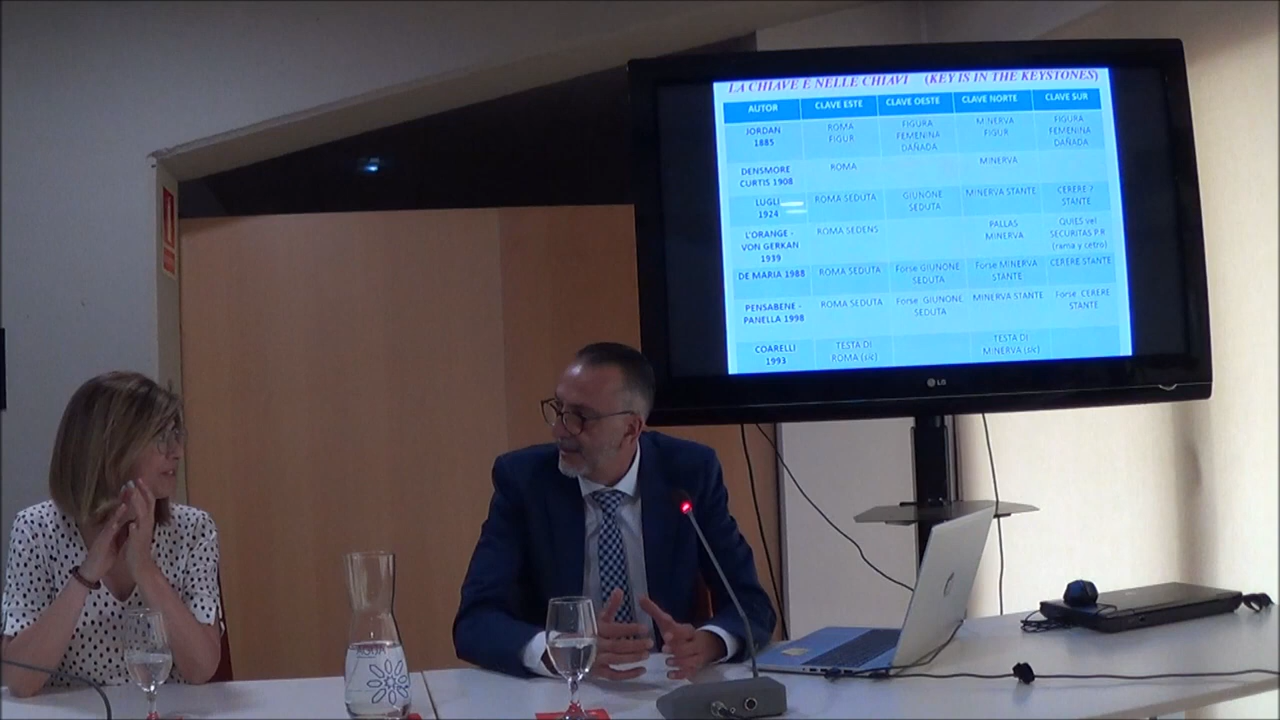 LA CHIAVE E NELLE CHIAVI (KEY IS IN THE KEYSTONES)
AUTOR CLAVE ESTE CLAVE OESTE CLAVE NORTE CLAVE SUR
JORDAN 1885 ROMA FIGUR FIGURA FEMENINA DAÑADA MINERVA FIGUR FIGURA FEMENINA DAÑADA
DENSMORE CURTIS 1908 ROMA MINERVA
LUGLI 1924 ROMA SEDUTA GIUNONE SEDUTA MINERVA STANTE CERERE ? STANTE
L'ORANGE - VON GERKAN 1939 ROMA SEDENS PALLAS MINERVA QUIES vel SECURITAS P.R (rama y cetro)
DE MARIA 1988 ROMA SEDUTA Forse GIUNONE SEDUTA Forse MINERVA STANTE CERERE STANTE
PENSABENE - PANELLA 1998 ROMA SEDUTA Forse GIUNONE SEDUTA MINERVA STANTE Forse CERERE STANTE
COARELLI 1993 TESTA DI ROMA (sic) TESTA DI MINERVA (sic)
LG